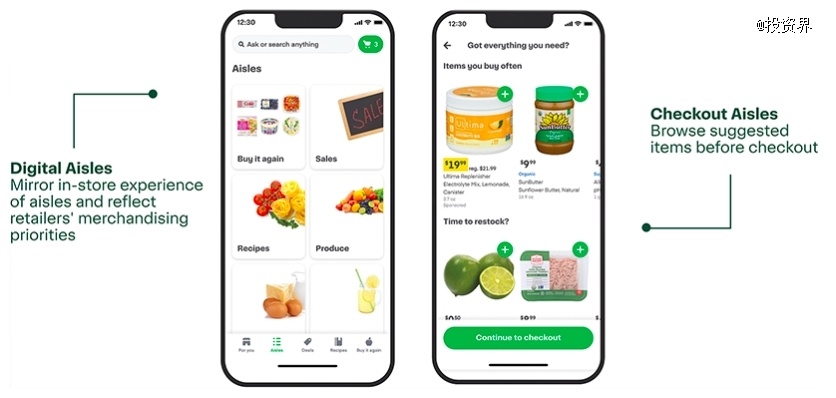 @投资界
Digital Aisles
Mirror in-store experience
of aisles and reflect
retailers' merchandising
priorities
12:30
Ask or search anything
3
Aisles
SALE
Buy it again
Sales
Recipes
Produce
For you
Aisles
Deals
Recipes
Buy it again
12:30
Got everything you need?
Items you buy often
Ultima
SunButter
$19.99 reg. $21.99
Ultima Replenisher
Electrolyte Mix, Lemonade,
Canister
3.7 oz
Sponsored
$9.99
Organic
SunButter
Sunflower Butter, Natural
Time to restock?
Continue to checkout
Checkout Aisles
Browse suggested
items before checkout